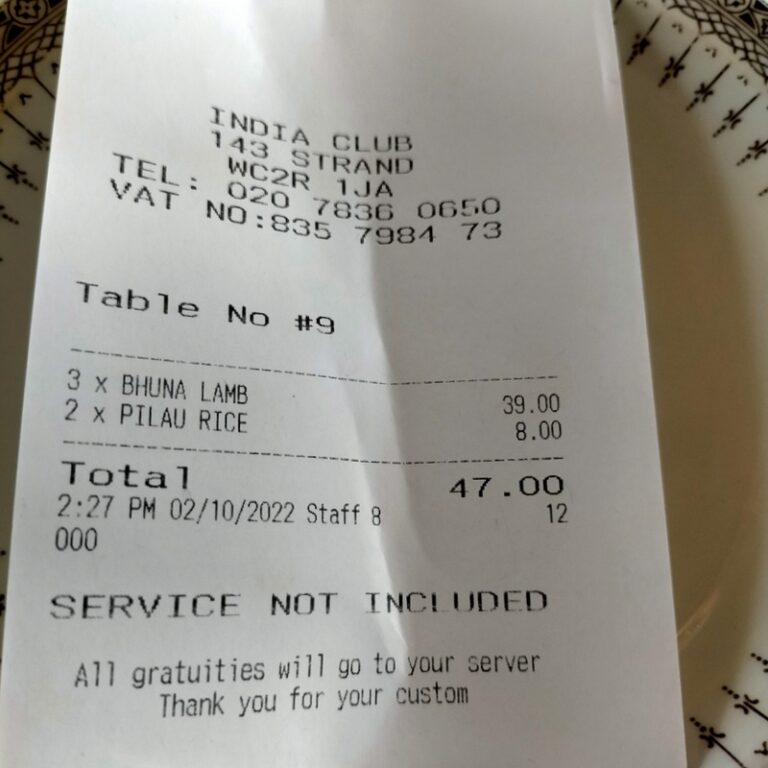 INDIA CLUB
143 STRAND
WC2R 1JA
TEL: 020 7836 0650
VAT NO:835 7984 73
Table No #9
3 x BHUNA LAMB 39.00
2 x PILAU RICE 8.00
Total 47.00
2:27 PM 02/10/2022 Staff 8 12
000
SERVICE NOT INCLUDED
All gratuities will go to your server
Thank you for your custom